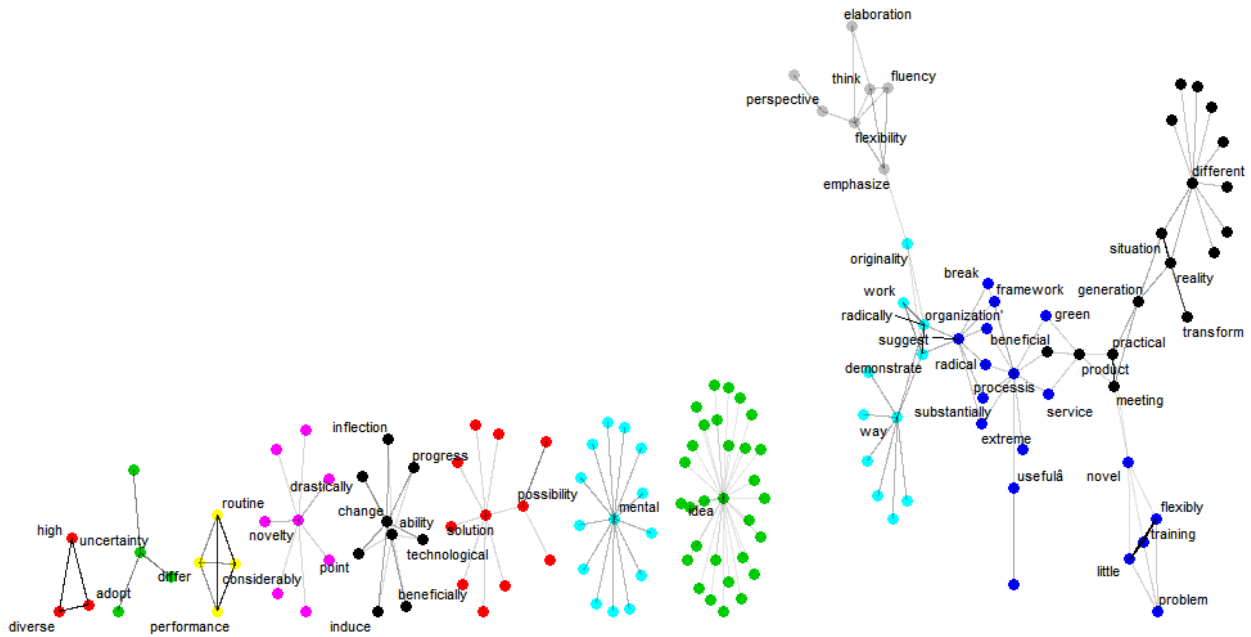 elaboration
think
fluency
perspective
flexibility
emphasize
different
originality
situation
reality
break
work
framework
generation
radically
organization'
green
transform
suggest
beneficial
practical
demonstrate
radical
product
processis
meeting
substantially
service
way
extreme
inflection
progress
usefulâ
novel
drastically
possibility
routine
mental
idea
flexibly
high
uncertainty
change
ability
novelty
solution
training
technological
point
little
differ
considerably
adopt
beneficially
problem
diverse
performance
induce